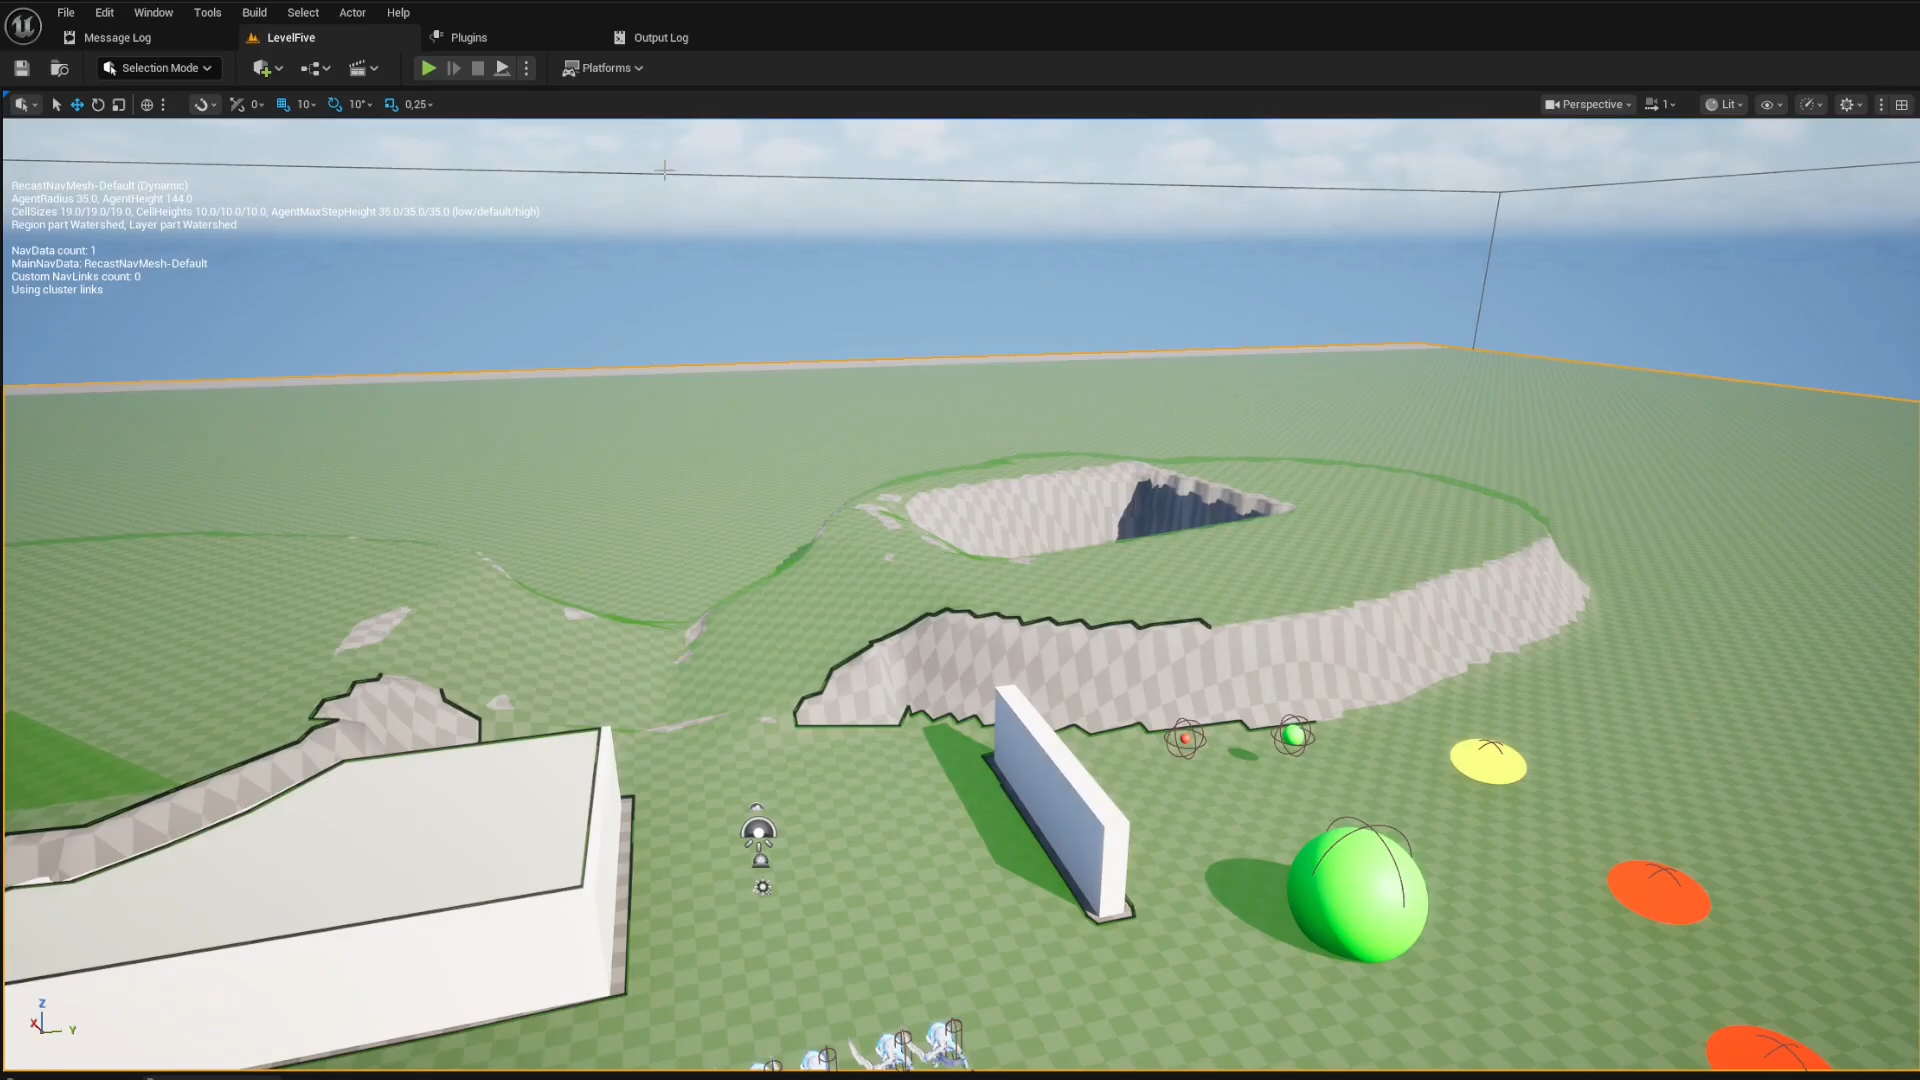 File Edit Window Tools Build Select Actor Help
Message Log LevelFive Plugins Output Log
Selection Mode Platforms
0 10 10° 0,25 Perspective 1 Lit
RecastNavMesh-Default (Dynamic)
AgentRadius 35.0, AgentHeight 144.0
CellSizes 19.0/19.0/19.0, CellHeights 10.0/10.0/10.0, AgentMaxStepHeight 35.0/35.0/35.0 (low/default/high)
Region part Watershed, Layer part Watershed
NavData count: 1
MainNavData: RecastNavMesh-Default
Custom NavLinks count: 0
Using cluster links
Z
X Y